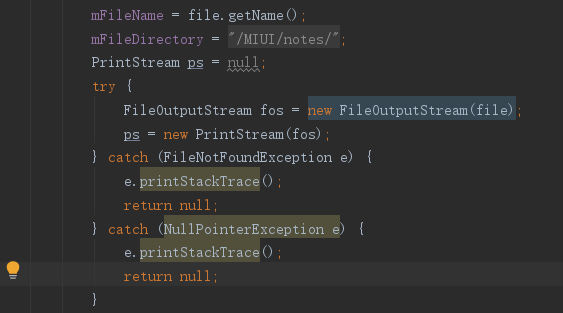 mFileName = file.getName();
mFileDirectory = "/MIUI/notes/";
PrintStream ps = null;
try {
FileOutputStream fos = new FileOutputStream(file);
ps = new PrintStream(fos);
} catch (FileNotFoundException e) {
e.printStackTrace();
return null;
} catch (NullPointerException e) {
e.printStackTrace();
return null;
}